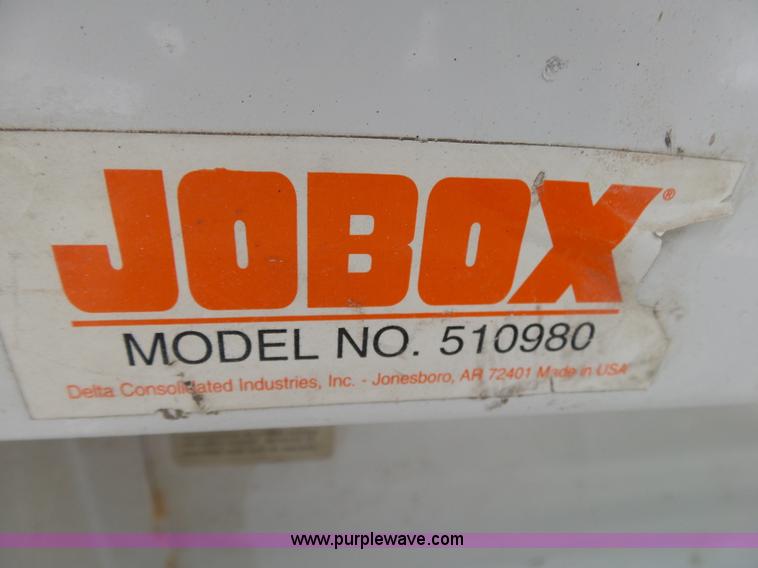 JOBOX®
MODEL NO. 510980
Delta Consolidated Industries, Inc. - Jonesboro, AR 72401 Made in USA
www.purplewave.com